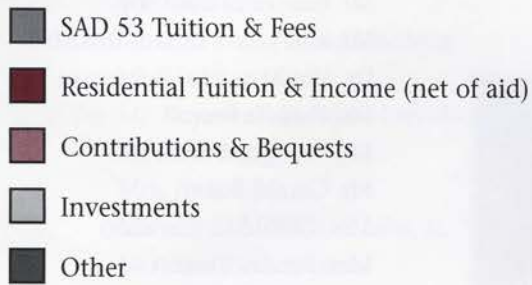 SAD 53 Tuition & Fees
Residential Tuition & Income (net of aid)
Contributions & Bequests
Investments
Other